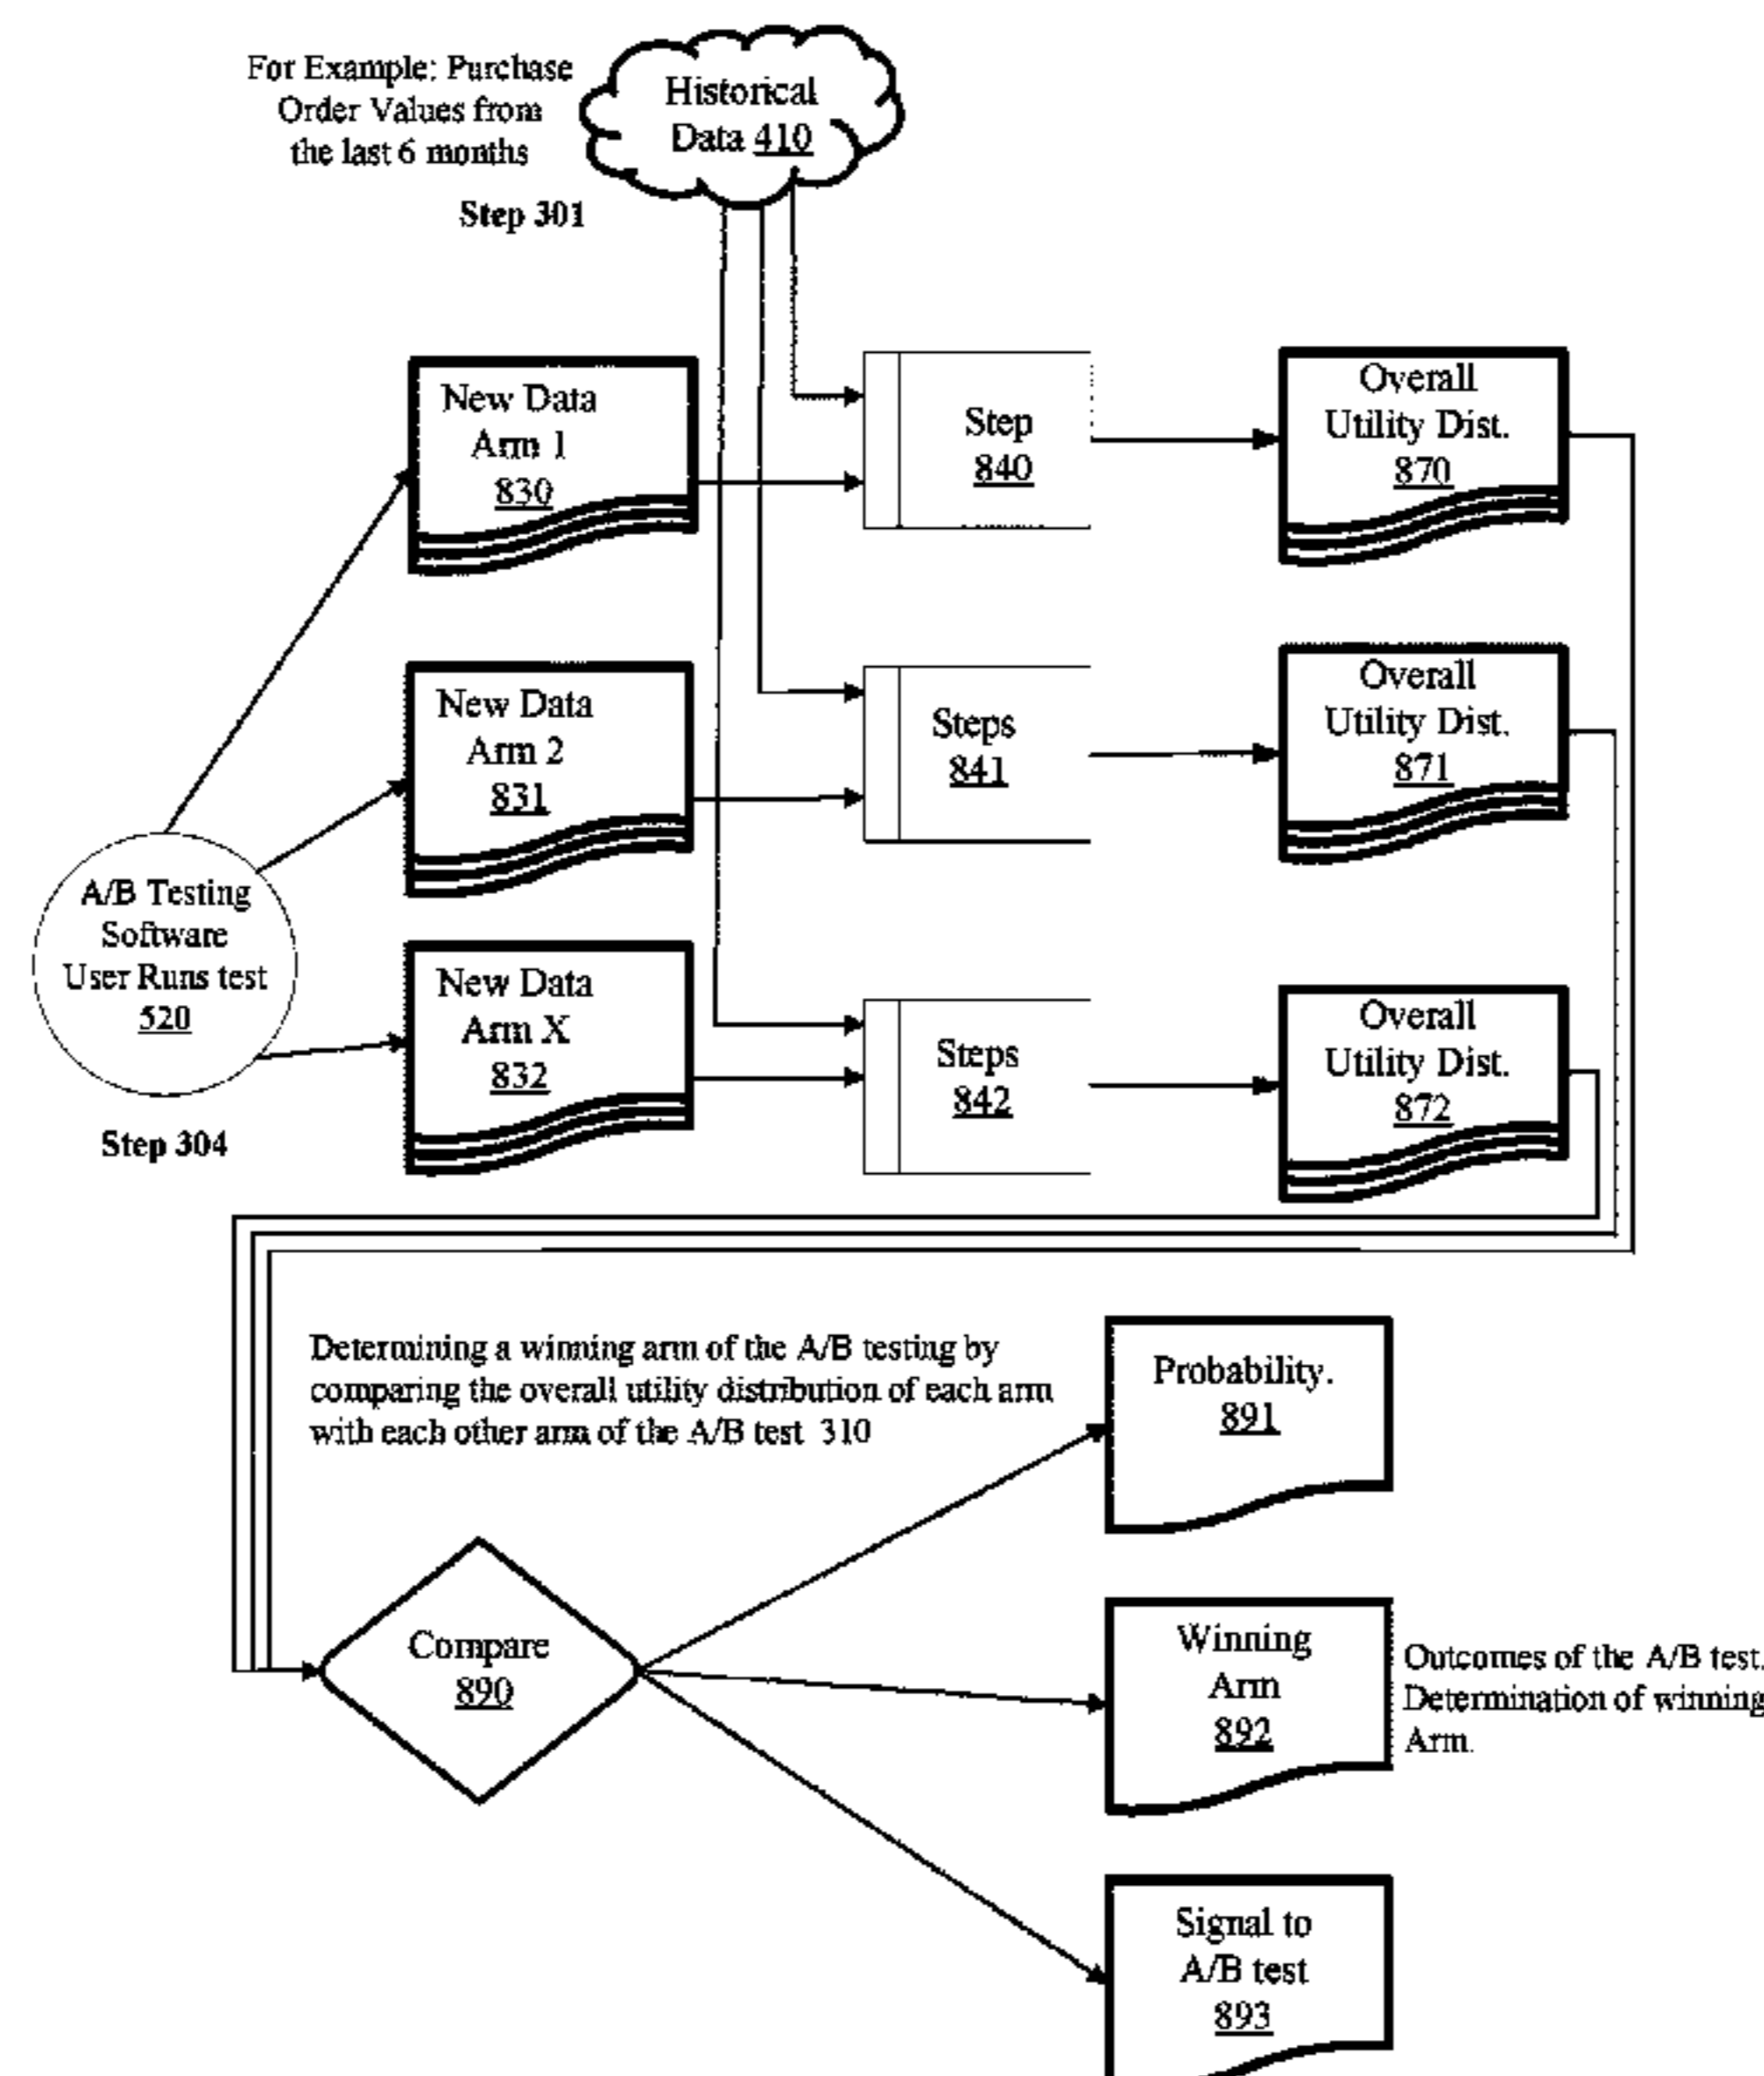 For Example: Purchase
Order Values from
the last 6 months
Historical
Data 410
Step 301
New Data
Arm 1
830
Step
840
Overall
Utility Dist.
870
New Data
Arm 2
831
Steps
841
Overall
Utility Dist.
871
A/B Testing
Software
User Runs test
520
New Data
Arm X
832
Steps
842
Overall
Utility Dist.
872
Step 304
Determining a winning arm of the A/B testing by
comparing the overall utility distribution of each arm
with each other arm of the A/B test 310
Probability.
891
Compare
890
Winning
Arm
892
Outcomes of the A/B test.
Determination of winning
Arm.
Signal to
A/B test
893